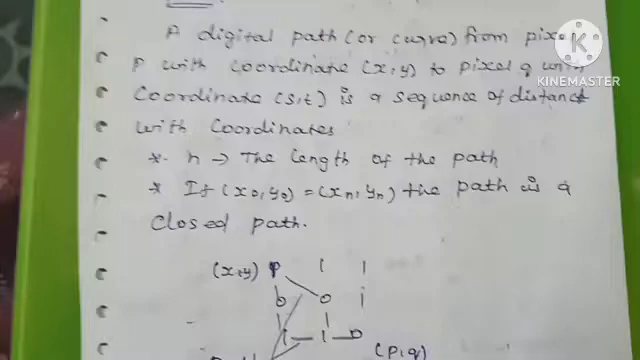 A digital path (or curve) from pixel
p with coordinate (x,y) to pixel q with
Coordinate (s,t) is a sequence of distanct
with Coordinates
* n → The length of the path
* If (x0,y0) = (xn,yn) the path is a
closed path.
(x,y) p 1 1
0 0 1
1 - 1 - 0
(p,q)
KINEMASTER